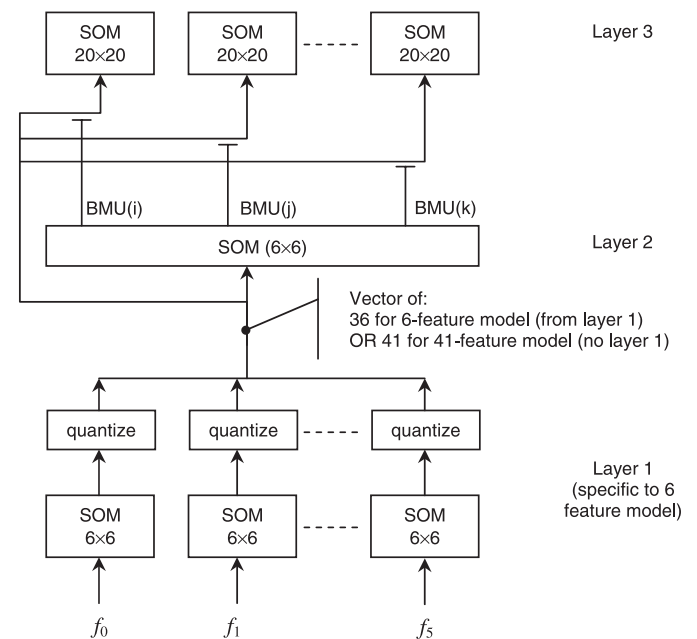 SOM
20×20
SOM
20×20
SOM
20×20
Layer 3
BMU(i)
BMU(j)
BMU(k)
SOM (6×6)
Layer 2
Vector of:
36 for 6-feature model (from layer 1)
OR 41 for 41-feature model (no layer 1)
quantize
quantize
quantize
Layer 1
(specific to 6
feature model)
SOM
6×6
SOM
6×6
SOM
6×6
f0
f1
f5